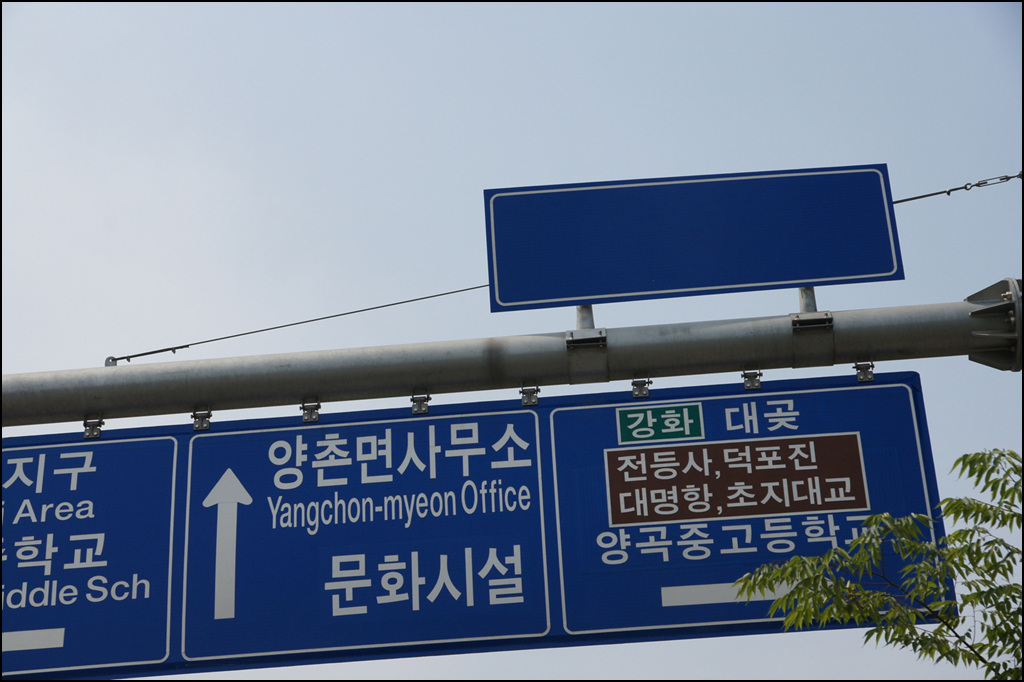 지구
Area
학교
iddle Sch
양촌면사무소
Yangchon-myeon Office
문화시설
강화 대곶
전등사,덕포진
대명항,초지대교
양곡중고등학교